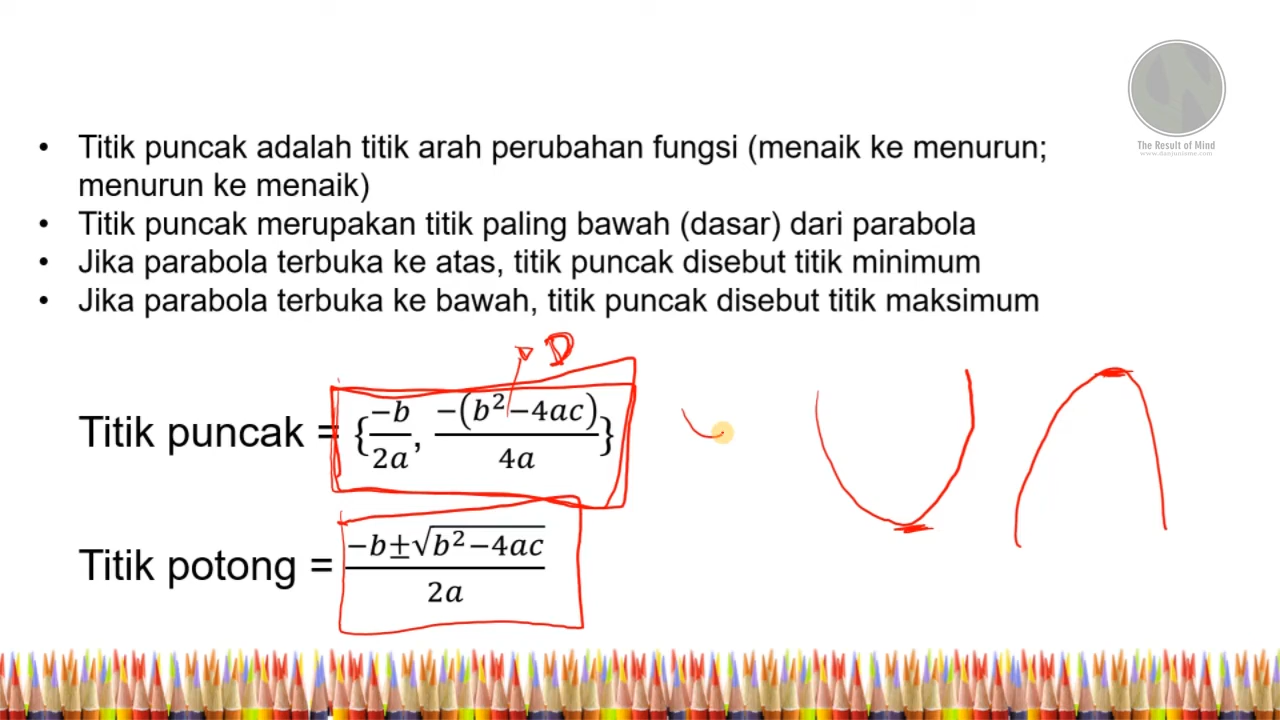 The Result of Mind
www.danjunisme.com
• Titik puncak adalah titik arah perubahan fungsi (menaik ke menurun;
menurun ke menaik)
• Titik puncak merupakan titik paling bawah (dasar) dari parabola
• Jika parabola terbuka ke atas, titik puncak disebut titik minimum
• Jika parabola terbuka ke bawah, titik puncak disebut titik maksimum
D
Titik puncak = {−b/2a, −(b²−4ac)/4a}
Titik potong = −b±√b²−4ac/2a